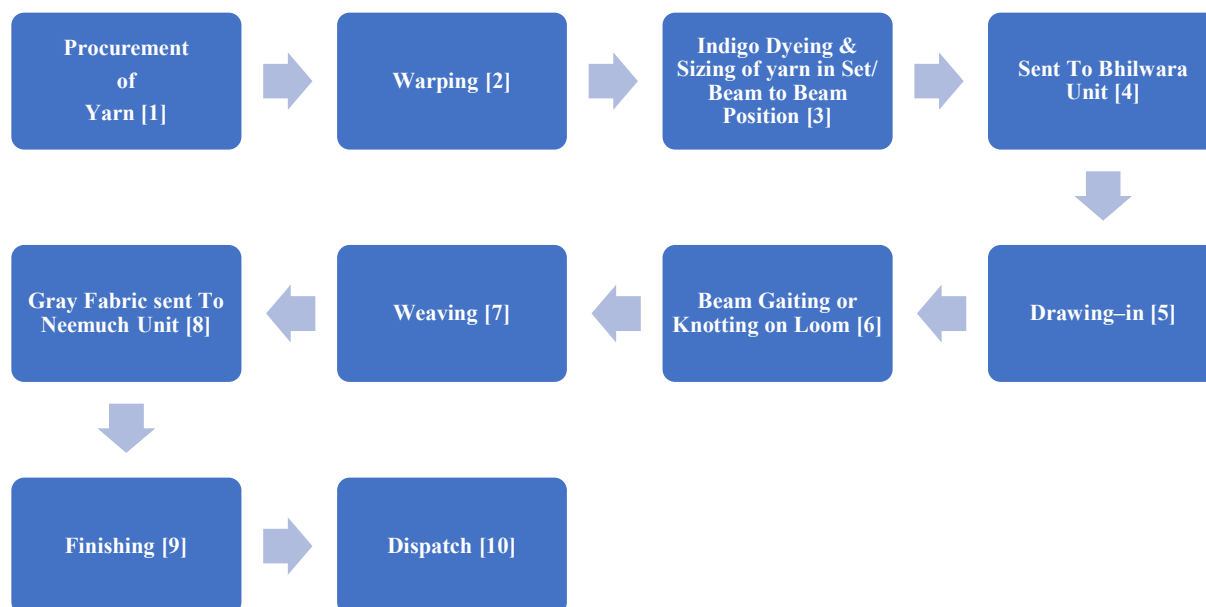 Procurement
of
Yarn [1]
Warping [2]
Indigo Dyeing &
Sizing of yarn in Set/
Beam to Beam
Position [3]
Sent To Bhilwara
Unit [4]
Drawing–in [5]
Beam Gaiting or
Knotting on Loom [6]
Weaving [7]
Gray Fabric sent To
Neemuch Unit [8]
Finishing [9]
Dispatch [10]